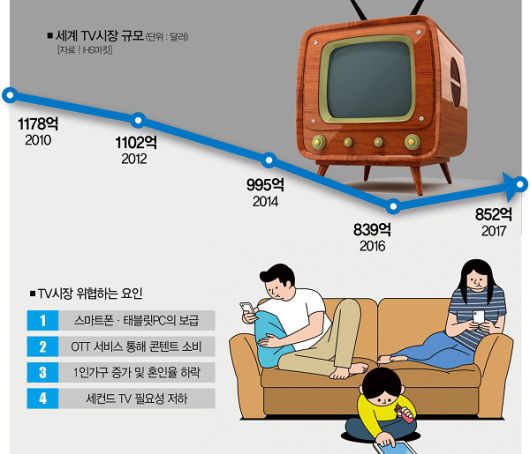 ■ 세계 TV시장 규모 (단위 : 달러)
[자료 | IHS마킷]
1178억
2010
1102억
2012
995억
2014
839억
2016
852억
2017
■ TV시장 위협하는 요인
1 스마트폰 · 태블릿PC의 보급
2 OTT 서비스 통해 콘텐트 소비
3 1인가구 증가 및 혼인율 하락
4 세컨드 TV 필요성 저하